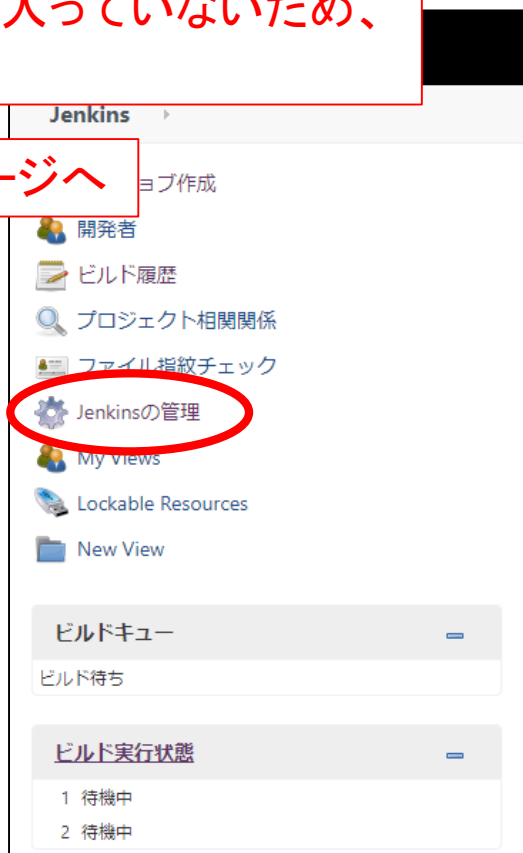 入っていないため、
Jenkins
ージへ
ョブ作成
開発者
ビルド履歴
プロジェクト相関関係
ファイル指紋チェック
Jenkinsの管理
My Views
Lockable Resources
New View
ビルドキュー
ビルド待ち
ビルド実行状態
1 待機中
2 待機中